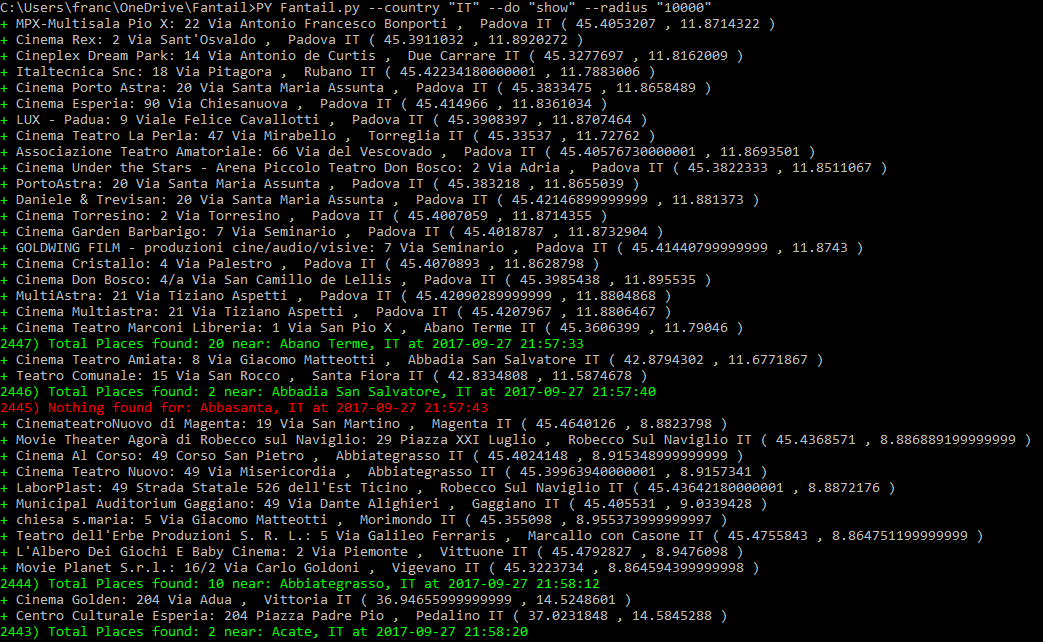 C:\Users\franc\OneDrive\Fantail>PY Fantail.py --country "IT" --do "show" --radius "10000"
+ MPX-Multisala Pio X: 22 Via Antonio Francesco Bonporti ,  Padova IT ( 45.4053207 , 11.8714322 )
+ Cinema Rex: 2 Via Sant'Osvaldo ,  Padova IT ( 45.3911032 , 11.8920272 )
+ Cineplex Dream Park: 14 Via Antonio de Curtis ,  Due Carrare IT ( 45.3277697 , 11.8162009 )
+ Italtecnica Snc: 18 Via Pitagora ,  Rubano IT ( 45.42234180000001 , 11.7883006 )
+ Cinema Porto Astra: 20 Via Santa Maria Assunta ,  Padova IT ( 45.3833475 , 11.8658489 )
+ Cinema Esperia: 90 Via Chiesanuova ,  Padova IT ( 45.414966 , 11.8361034 )
+ LUX - Padua: 9 Viale Felice Cavallotti ,  Padova IT ( 45.3908397 , 11.8707464 )
+ Cinema Teatro La Perla: 47 Via Mirabello ,  Torreglia IT ( 45.33537 , 11.72762 )
+ Associazione Teatro Amatoriale: 66 Via del Vescovado ,  Padova IT ( 45.40576730000001 , 11.8693501 )
+ Cinema Under the Stars - Arena Piccolo Teatro Don Bosco: 2 Via Adria ,  Padova IT ( 45.3822333 , 11.8511067 )
+ PortoAstra: 20 Via Santa Maria Assunta ,  Padova IT ( 45.383218 , 11.8655039 )
+ Daniele & Trevisan: 20 Via Santa Maria Assunta ,  Padova IT ( 45.42146899999999 , 11.881373 )
+ Cinema Torresino: 2 Via Torresino ,  Padova IT ( 45.4007059 , 11.8714355 )
+ Cinema Garden Barbarigo: 7 Via Seminario ,  Padova IT ( 45.4018787 , 11.8732904 )
+ GOLDWING FILM - produzioni cine/audio/visive: 7 Via Seminario ,  Padova IT ( 45.41440799999999 , 11.8743 )
+ Cinema Cristallo: 4 Via Palestro ,  Padova IT ( 45.4070893 , 11.8628798 )
+ Cinema Don Bosco: 4/a Via San Camillo de Lellis ,  Padova IT ( 45.3985438 , 11.895535 )
+ MultiAstra: 21 Via Tiziano Aspetti ,  Padova IT ( 45.42090289999999 , 11.8804868 )
+ Cinema Multiastra: 21 Via Tiziano Aspetti ,  Padova IT ( 45.4207967 , 11.8806467 )
+ Cinema Teatro Marconi Libreria: 1 Via San Pio X ,  Abano Terme IT ( 45.3606399 , 11.79046 )
2447) Total Places found: 20 near: Abano Terme, IT at 2017-09-27 21:57:33
+ Cinema Teatro Amiata: 8 Via Giacomo Matteotti ,  Abbadia San Salvatore IT ( 42.8794302 , 11.6771867 )
+ Teatro Comunale: 15 Via San Rocco ,  Santa Fiora IT ( 42.8334808 , 11.5874678 )
2446) Total Places found: 2 near: Abbadia San Salvatore, IT at 2017-09-27 21:57:40
2445) Nothing found for: Abbasanta, IT at 2017-09-27 21:57:43
+ CinemateatroNuovo di Magenta: 19 Via San Martino ,  Magenta IT ( 45.4640126 , 8.8823798 )
+ Movie Theater Agorà di Robecco sul Naviglio: 29 Piazza XXI Luglio ,  Robecco Sul Naviglio IT ( 45.4368571 , 8.886889199999999 )
+ Cinema Al Corso: 49 Corso San Pietro ,  Abbiategrasso IT ( 45.4024148 , 8.915348999999999 )
+ Cinema Teatro Nuovo: 49 Via Misericordia ,  Abbiategrasso IT ( 45.39963940000001 , 8.9157341 )
+ LaborPlast: 49 Strada Statale 526 dell'Est Ticino ,  Robecco Sul Naviglio IT ( 45.43642180000001 , 8.8872176 )
+ Municipal Auditorium Gaggiano: 49 Via Dante Alighieri ,  Gaggiano IT ( 45.405531 , 9.0339428 )
+ chiesa s.maria: 5 Via Giacomo Matteotti ,  Morimondo IT ( 45.355098 , 8.955373999999997 )
+ Teatro dell'Erbe Produzioni S. R. L.: 5 Via Galileo Ferraris ,  Marcallo con Casone IT ( 45.4755843 , 8.864751199999999 )
+ L'Albero Dei Giochi E Baby Cinema: 2 Via Piemonte ,  Vittuone IT ( 45.4792827 , 8.9476098 )
+ Movie Planet S.r.l.: 16/2 Via Carlo Goldoni ,  Vigevano IT ( 45.3223734 , 8.864594399999998 )
2444) Total Places found: 10 near: Abbiategrasso, IT at 2017-09-27 21:58:12
+ Cinema Golden: 204 Via Adua ,  Vittoria IT ( 36.94655999999999 , 14.5248601 )
+ Centro Culturale Esperia: 204 Piazza Padre Pio ,  Pedalino IT ( 37.0231848 , 14.5845288 )
2443) Total Places found: 2 near: Acate, IT at 2017-09-27 21:58:20